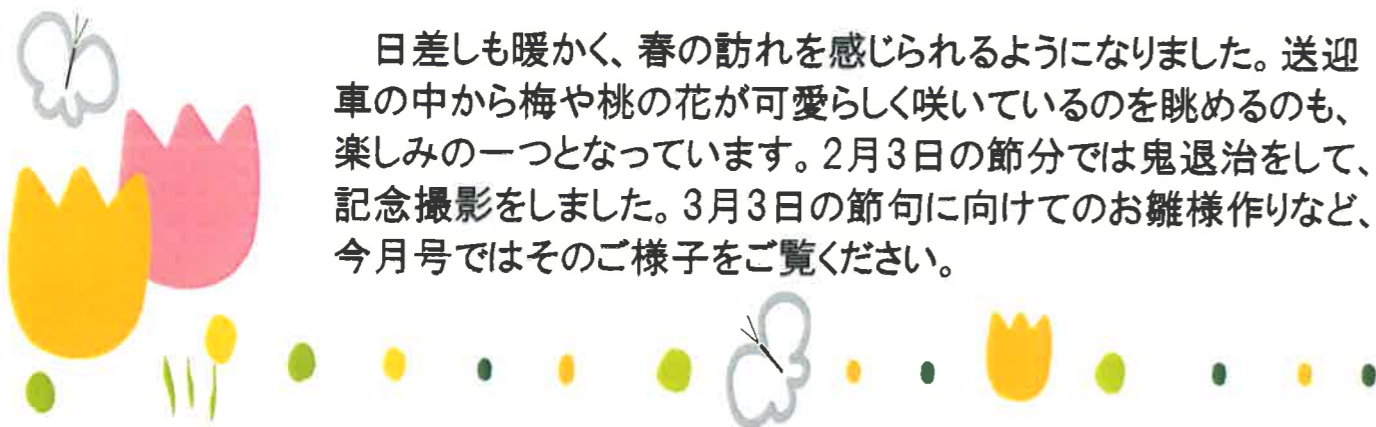 日差しも暖かく、春の訪れを感じられるようになりました。送迎
車の中から梅や桃の花が可愛らしく咲いているのを眺めるのも、
楽しみの一つとなっています。2月3日の節分では鬼退治をして、
記念撮影をしました。3月3日の節句に向けてのお雛様作りなど、
今月号ではそのご様子をご覧ください。